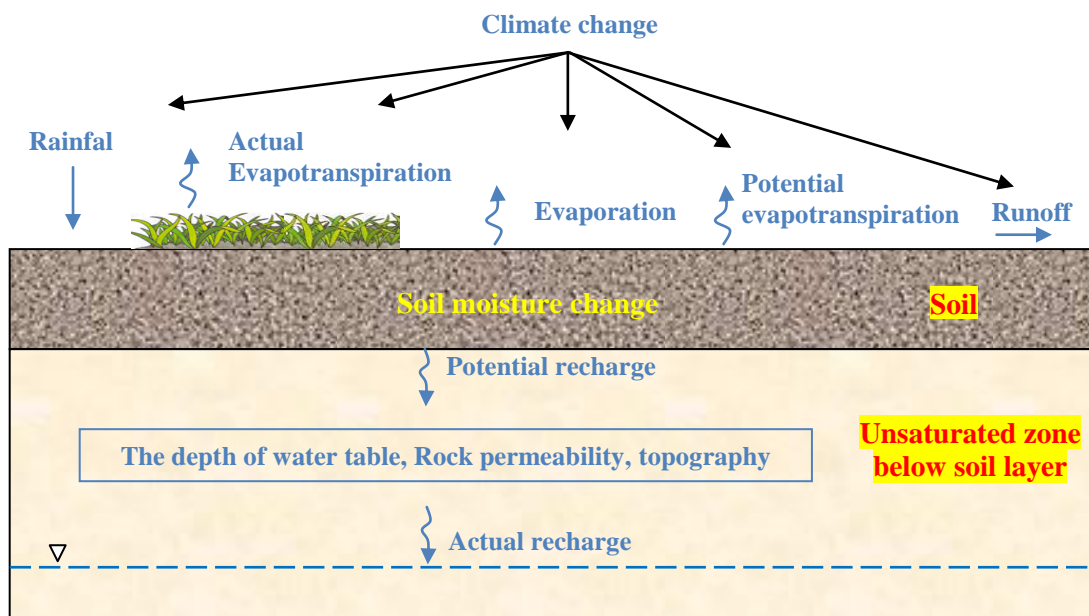 Climate change
Rainfal
Actual
Evapotranspiration
Evaporation
Potential
evapotranspiration
Runoff
Soil moisture change
Soil
Potential recharge
The depth of water table, Rock permeability, topography
Unsaturated zone
below soil layer
Actual recharge